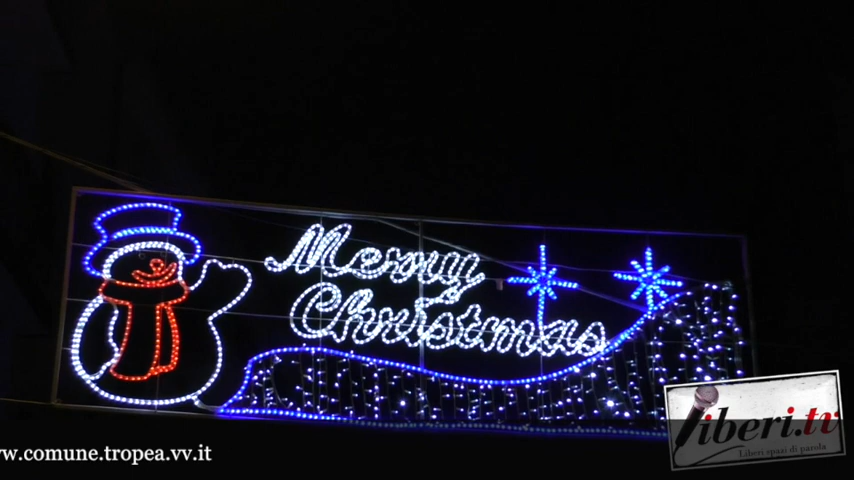 Merry
Christmas
w.comune.tropea.vv.it
liberi.tv
Liberi spazi di parola